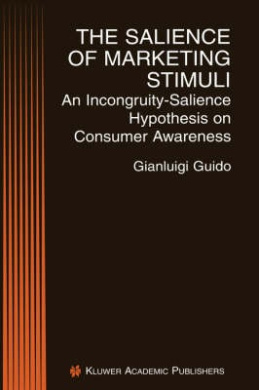 THE SALIENCE
OF MARKETING
STIMULI
An Incongruity-Salience
Hypothesis on
Consumer Awareness
Gianluigi Guido
KLUWER ACADEMIC PUBLISHERS